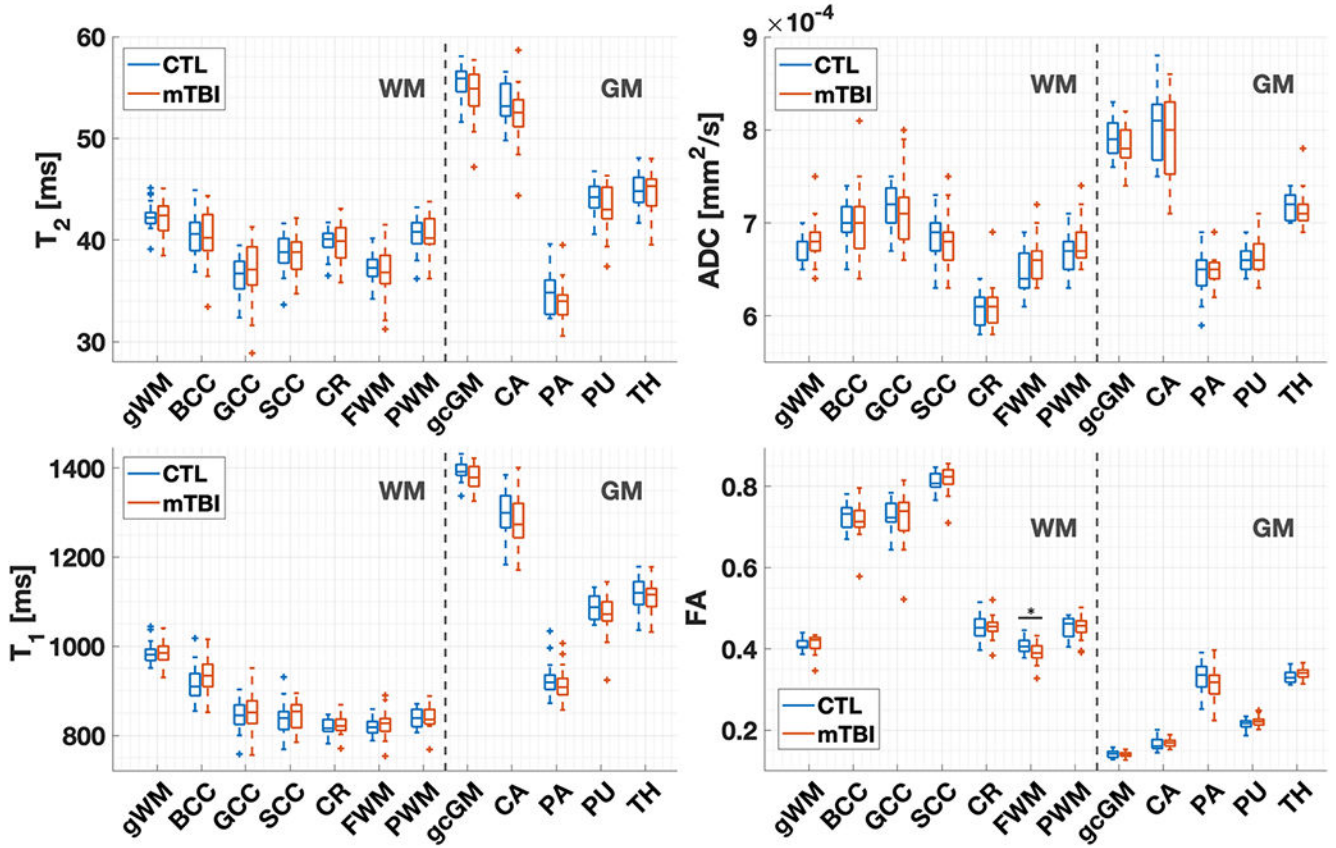 60
50
40
30
T2 [ms]
CTL
mTBI
WM
GM
gWM
BCC
GCC
SCC
CR
FWM
PWM
gcGM
CA
PA
PU
TH
×10-4
9
8
7
6
ADC [mm2/s]
CTL
mTBI
WM
GM
gWM
BCC
GCC
SCC
CR
FWM
PWM
gcGM
CA
PA
PU
TH
1400
1200
1000
800
T1 [ms]
CTL
mTBI
WM
GM
gWM
BCC
GCC
SCC
CR
FWM
PWM
gcGM
CA
PA
PU
TH
0.8
0.6
0.4
0.2
FA
WM
GM
*
CTL
mTBI
gWM
BCC
GCC
SCC
CR
FWM
PWM
gcGM
CA
PA
PU
TH